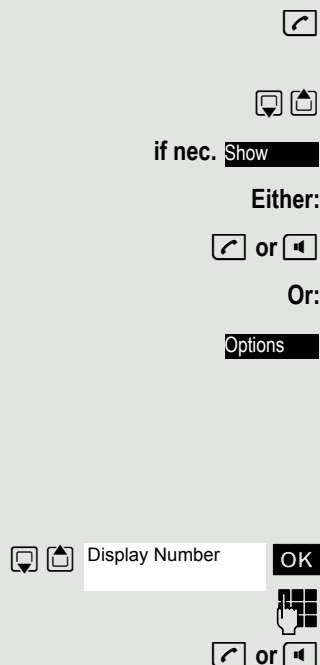 if nec. Show
Either:
or
Or:
Options
Display Number OK
or